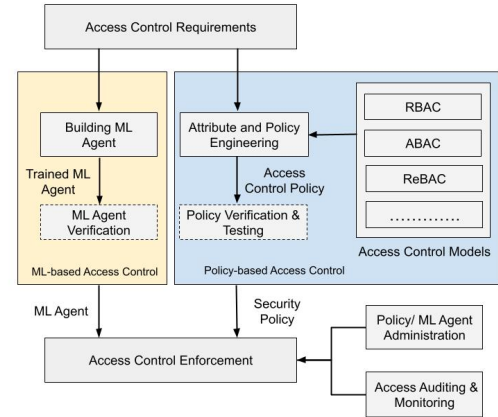 Access Control Requirements
Building ML
Agent
Trained ML
Agent
ML Agent
Verification
ML-based Access Control
Attribute and Policy
Engineering
Access
Control Policy
Policy Verification &
Testing
Policy-based Access Control
RBAC
ABAC
ReBAC
.............
Access Control Models
ML Agent
Security
Policy
Access Control Enforcement
Policy/ ML Agent
Administration
Access Auditing &
Monitoring